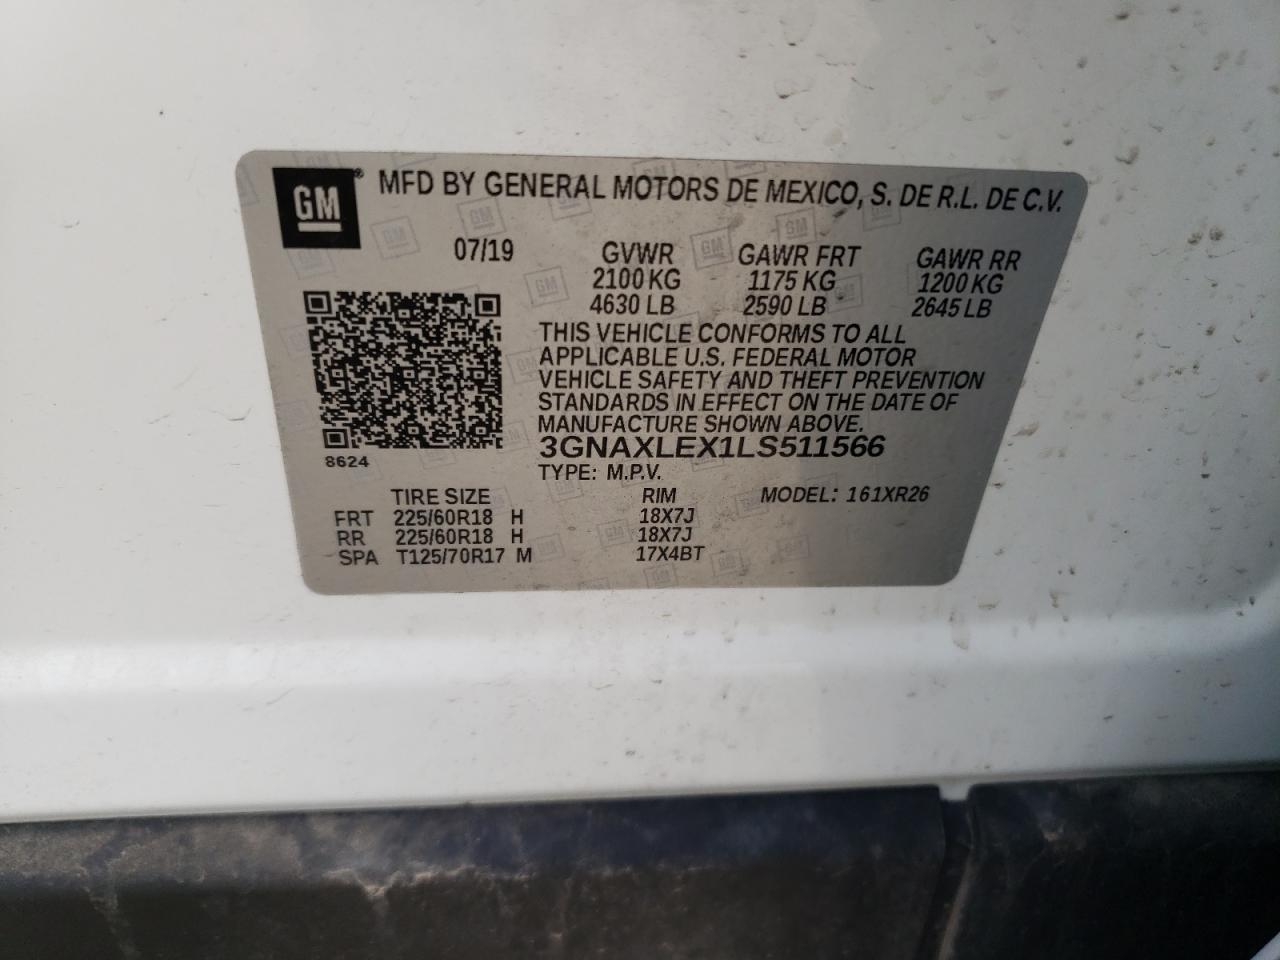 GM® MFD BY GENERAL MOTORS DE MEXICO, S. DE R.L. DE C.V.
07/19 GVWR GAWR FRT GAWR RR
2100 KG 1175 KG 1200 KG
4630 LB 2590 LB 2645 LB
THIS VEHICLE CONFORMS TO ALL
APPLICABLE U.S. FEDERAL MOTOR
VEHICLE SAFETY AND THEFT PREVENTION
STANDARDS IN EFFECT ON THE DATE OF
MANUFACTURE SHOWN ABOVE.
3GNAXLEX1LS511566
8624
TYPE: M.P.V.
TIRE SIZE RIM MODEL: 161XR26
FRT 225/60R18 H 18X7J
RR 225/60R18 H 18X7J
SPA T125/70R17 M 17X4BT